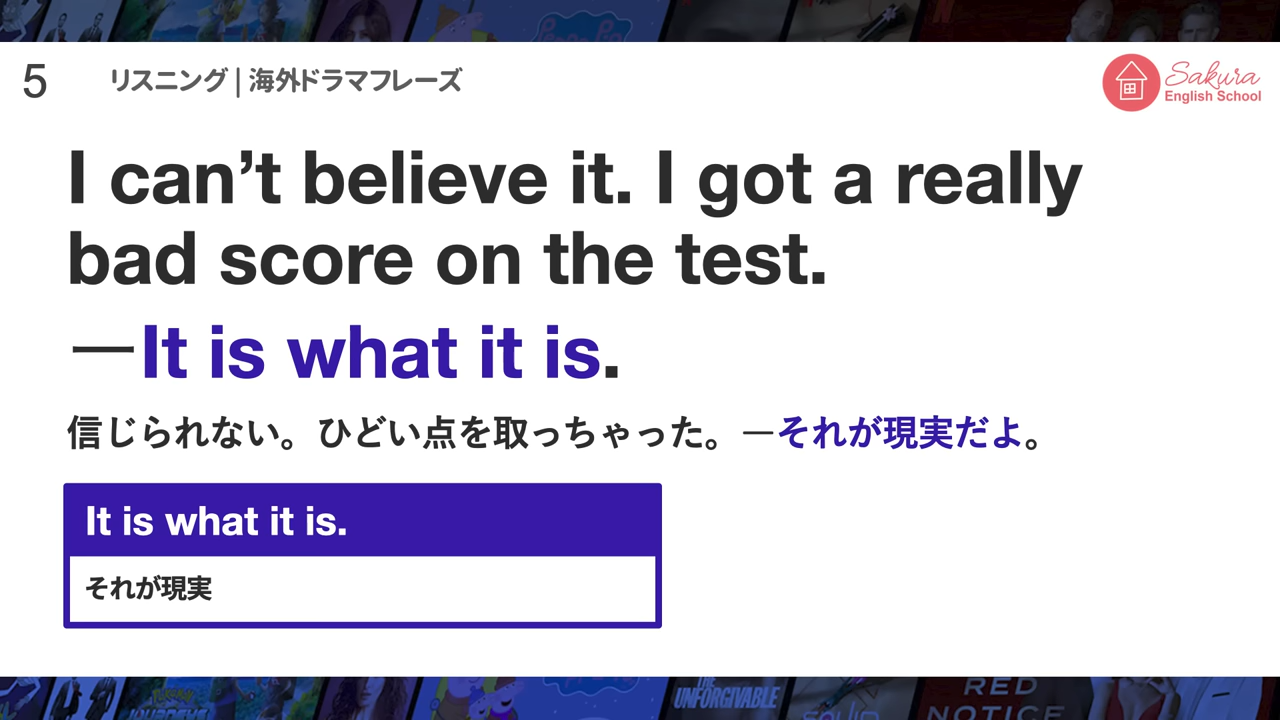 5
リスニング | 海外ドラマフレーズ
Sakura
English School
I can’t believe it. I got a really
bad score on the test.
—It is what it is.
信じられない。ひどい点を取っちゃった。—それが現実だよ。
It is what it is.
それが現実
THE
UNFORGIVABLE
RED
NOTICE